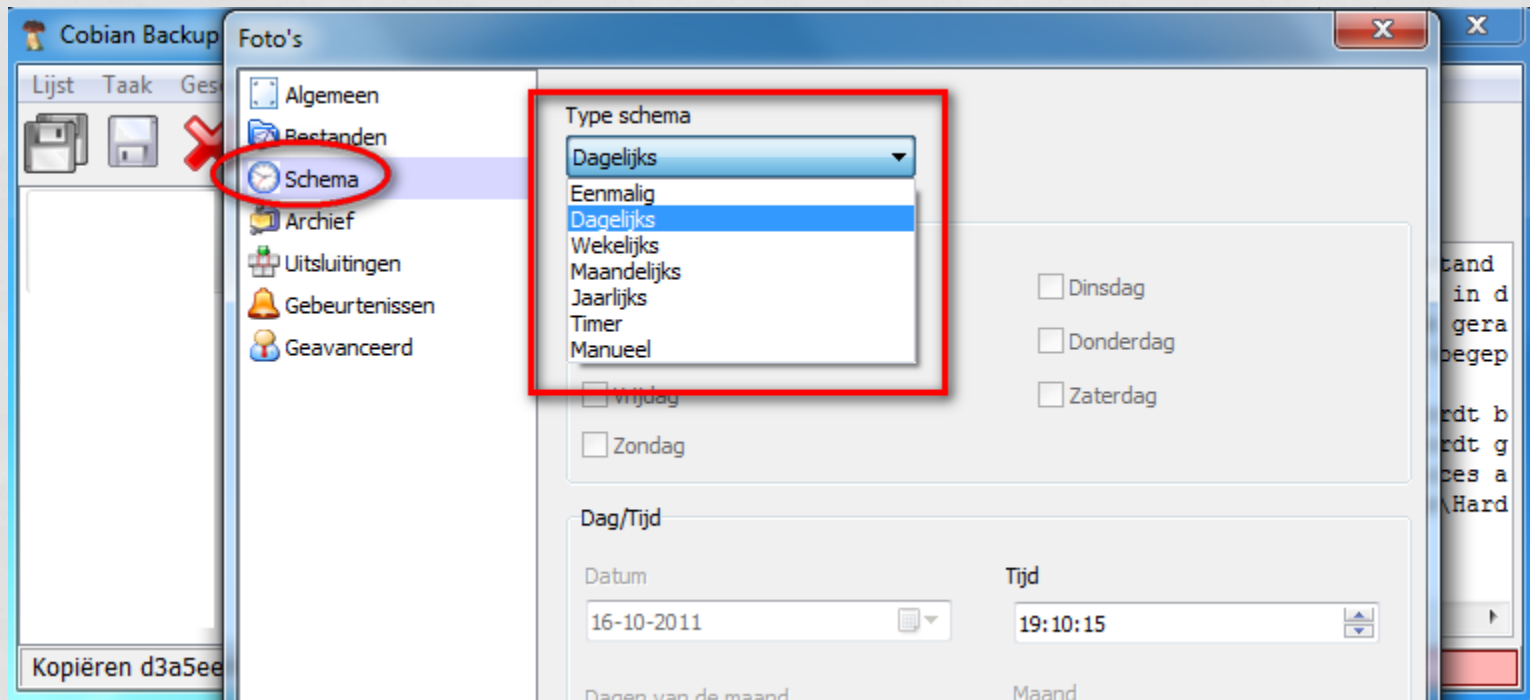 Cobian Backup
Foto's
Lijst Taak
Algemeen
Bestanden
Schema
Archief
Uitsluitingen
Gebeurtenissen
Geavanceerd
Type schema
Dagelijks
Eenmalig
Dagelijks
Wekelijks
Maandelijks
Jaarlijks
Timer
Manueel
Dinsdag
Donderdag
Vrijdag
Zaterdag
Zondag
Dag/Tijd
Datum
Tijd
16-10-2011
19:10:15
Dagen van de maand
Maand
tand
in d
gera
begep
rdt b
rdt g
ces a
\Hard
Kopiëren d3a5ee